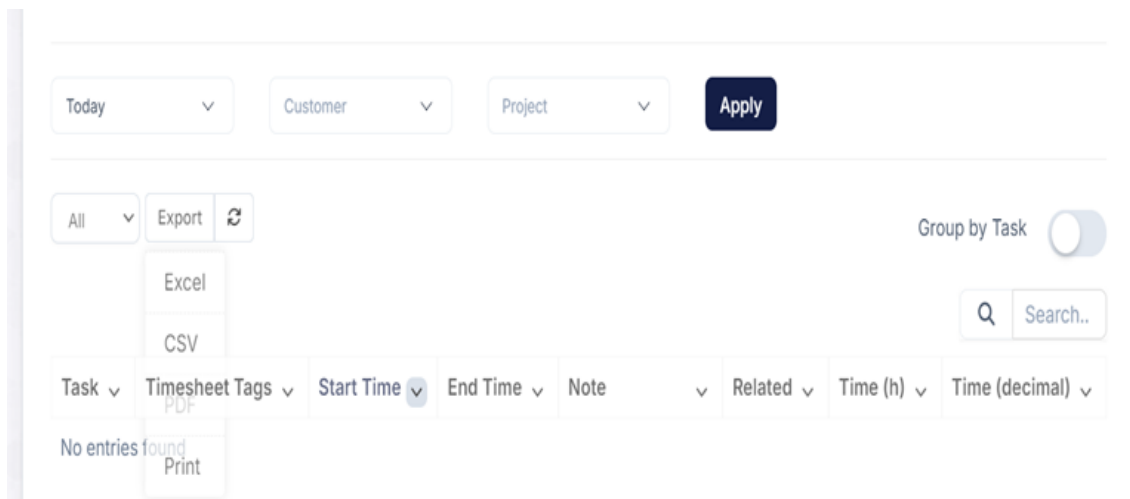 Today Customer Project Apply
All Export
Group by Task
Excel
Search..
CSV
Task Timesheet Tags Start Time End Time Note Related Time (h) Time (decimal)
PDF
No entries found
Print